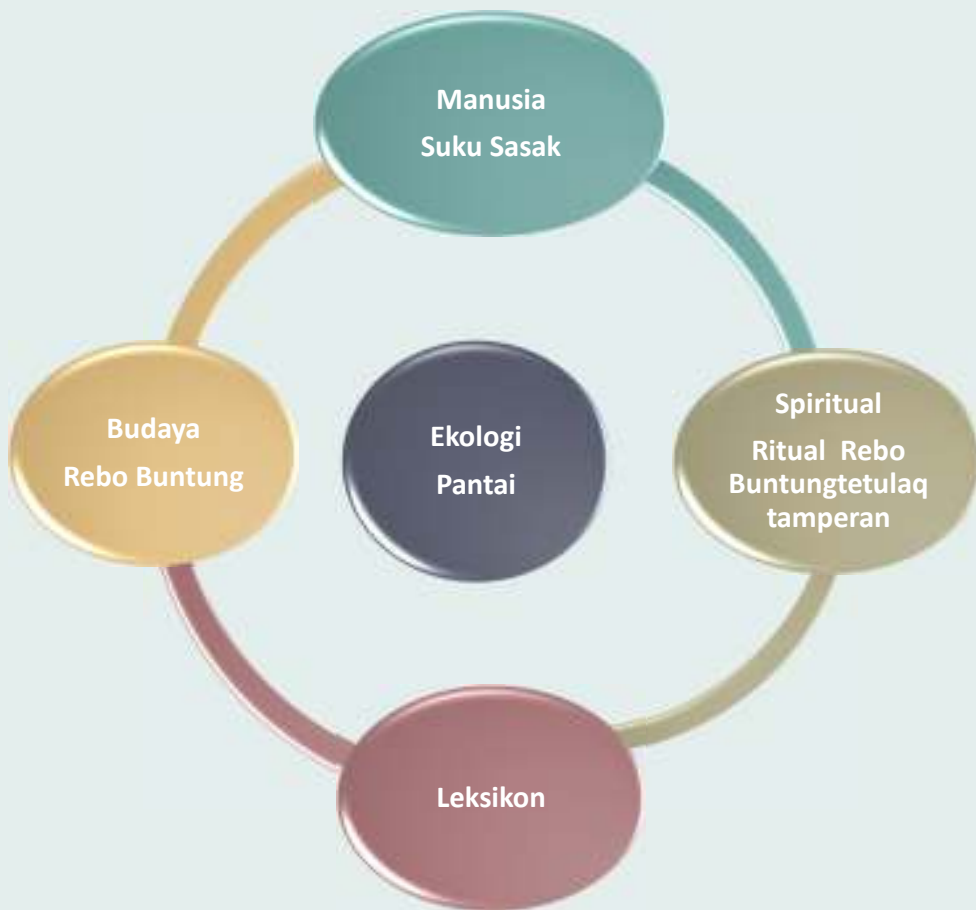 Manusia
Suku Sasak
Budaya
Rebo Buntung
Ekologi
Pantai
Spiritual
Ritual Rebo
Buntungtetulaq
tamperan
Leksikon